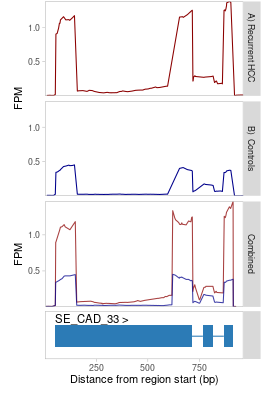 A) Recurrent HCC
1.0
0.5
FPM
B) Controls
1.0
0.5
Combined
1.0
0.5
FPM
SE_CAD_33 >
250
500
750
Distance from region start (bp)